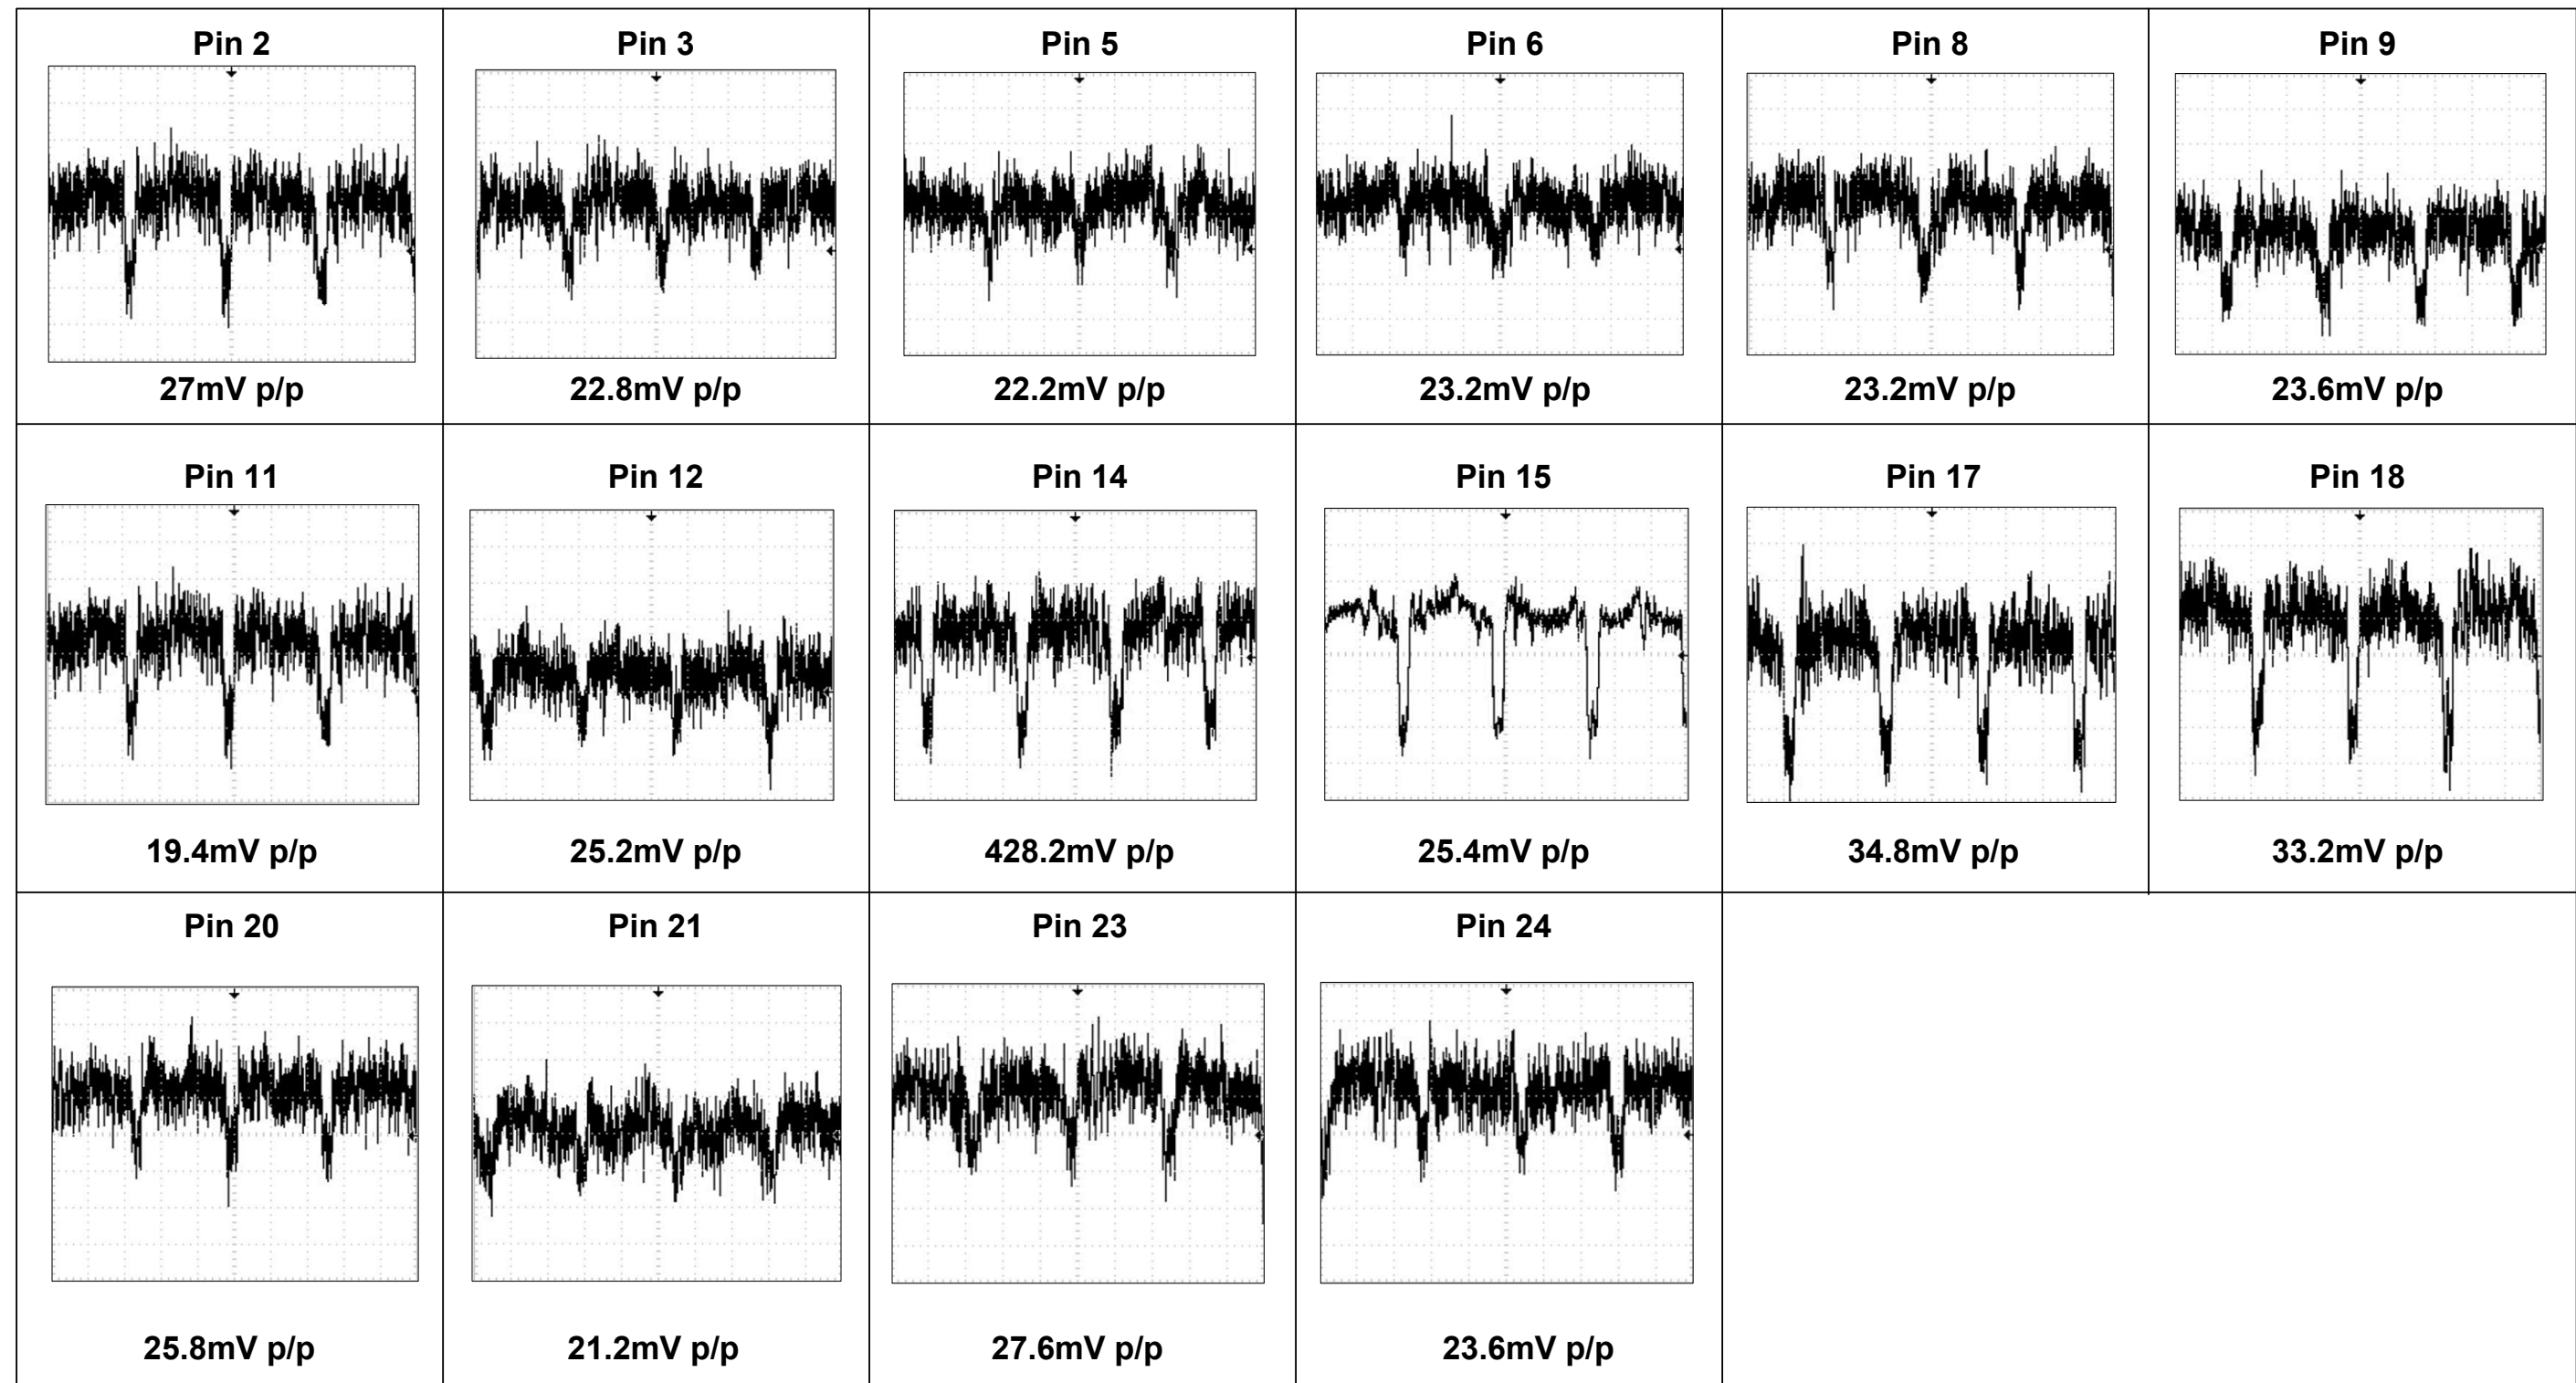 Pin 2
Pin 3
Pin 5
Pin 6
Pin 8
Pin 9
27mV p/p
22.8mV p/p
22.2mV p/p
23.2mV p/p
23.2mV p/p
23.6mV p/p
Pin 11
Pin 12
Pin 14
Pin 15
Pin 17
Pin 18
19.4mV p/p
25.2mV p/p
428.2mV p/p
25.4mV p/p
34.8mV p/p
33.2mV p/p
Pin 20
Pin 21
Pin 23
Pin 24
25.8mV p/p
21.2mV p/p
27.6mV p/p
23.6mV p/p